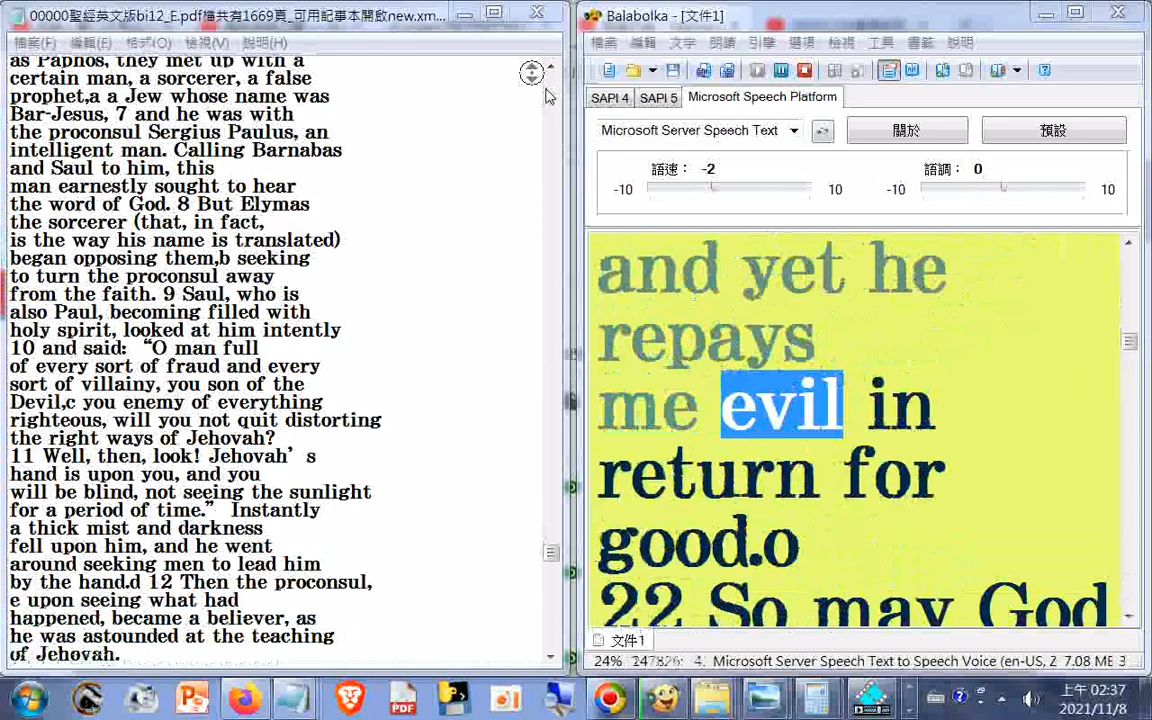 00000聖經英文版bi12_E.pdf檔共有1669頁_可用記事本開啟new.xm...
檔案(F) 編輯(E) 格式(O) 檢視(V) 說明(H)
as Paphos, they met up with a
certain man, a sorcerer, a false
prophet,a a Jew whose name was
Bar-Jesus, 7 and he was with
the proconsul Sergius Paulus, an
intelligent man. Calling Barnabas
and Saul to him, this
man earnestly sought to hear
the word of God. 8 But Elymas
the sorcerer (that, in fact,
is the way his name is translated)
began opposing them,b seeking
to turn the proconsul away
from the faith. 9 Saul, who is
also Paul, becoming filled with
holy spirit, looked at him intently
10 and said: “O man full
of every sort of fraud and every
sort of villainy, you son of the
Devil,c you enemy of everything
righteous, will you not quit distorting
the right ways of Jehovah?
11 Well, then, look! Jehovah’s
hand is upon you, and you
will be blind, not seeing the sunlight
for a period of time.” Instantly
a thick mist and darkness
fell upon him, and he went
around seeking men to lead him
by the hand.d 12 Then the proconsul,
e upon seeing what had
happened, became a believer, as
he was astounded at the teaching
of Jehovah.
Balabolka - [文件1]
檔案 編輯 文字 朗讀 引擎 選項 檢視 工具 書籤 說明
SAPI 4 SAPI 5 Microsoft Speech Platform
Microsoft Server Speech Text 關於 預設
語速： -2 語調： 0
-10 10 -10 10
and yet he
repays
me evil in
return for
good.o
22 So may God
文件1
24% Microsoft Server Speech Text to Speech Voice (en-US, Z 7.08 MB
上午 02:37
2021/11/8